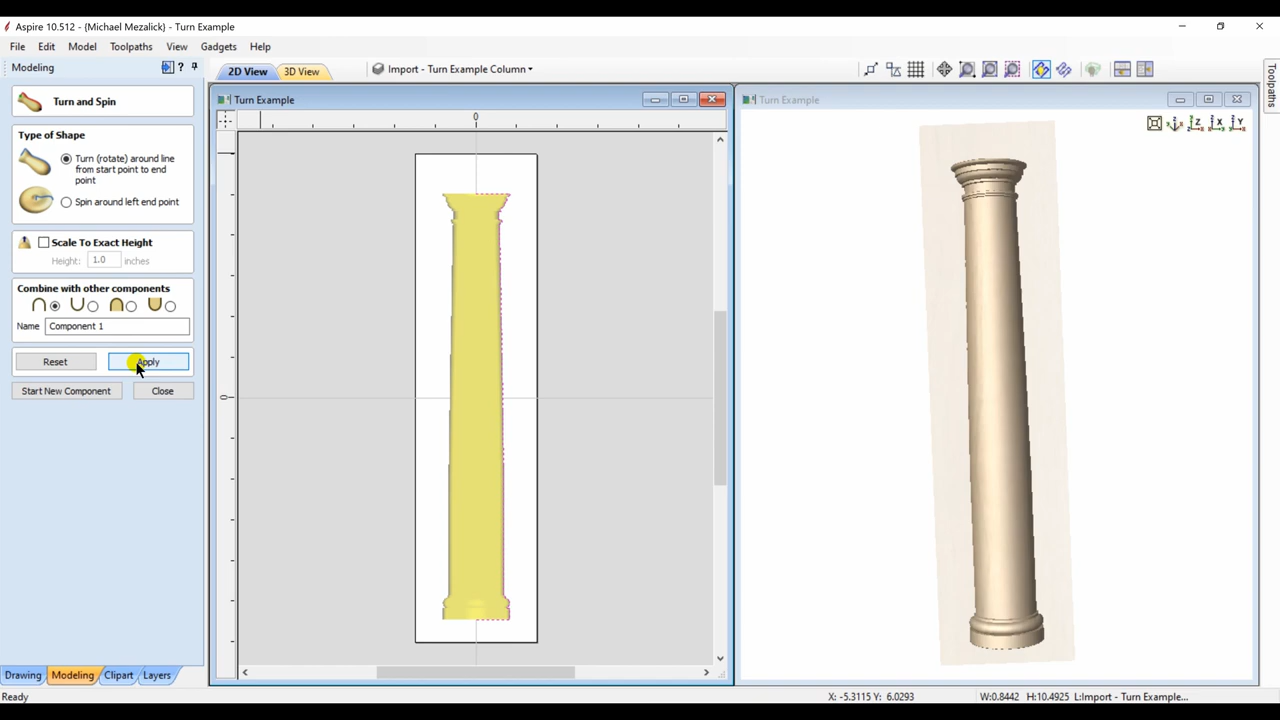 Aspire 10.512 - {Michael Mezalick} - Turn Example
File Edit Model Toolpaths View Gadgets Help
Modeling
2D View 3D View Import - Turn Example Column
Toolpaths
Turn and Spin
Turn Example
Turn Example
0
X Z X Y
Type of Shape
Turn (rotate) around line
from start point to end
point
Spin around left end point
Scale To Exact Height
Height: 1.0 inches
Combine with other components
Name Component 1
Reset Apply
Start New Component Close
0
Drawing Modeling Clipart Layers
Ready
X: -5.3115 Y: 6.0293
W:0.8442 H:10.4925 L:Import - Turn Example...